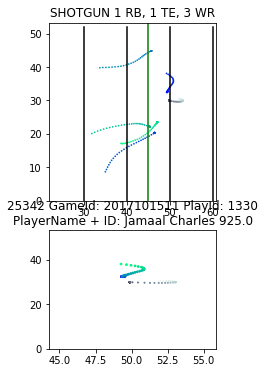 SHOTGUN 1 RB, 1 TE, 3 WR
50
40
30
20
10
0
30 40 50 60
25342 GameId: 2017101511 PlayId: 1330
PlayerName + ID: Jamaal Charles 925.0
40
20
0
45.0 47.5 50.0 52.5 55.0